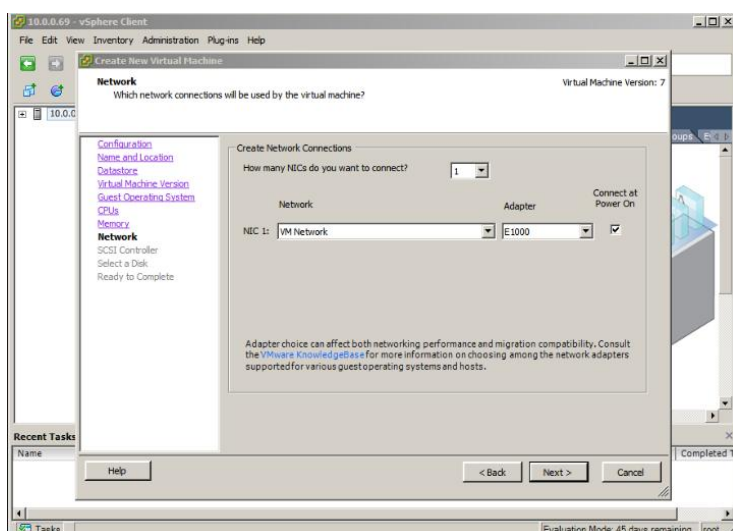 10.0.0.69 - vSphere Client
File Edit View Inventory Administration Plug-ins Help
Create New Virtual Machine
Network
Which network connections will be used by the virtual machine?
Virtual Machine Version: 7
10.0.0
oups
Configuration
Name and Location
Datastore
Virtual Machine Version
Guest Operating System
CPUs
Memory
Network
SCSI Controller
Select a Disk
Ready to Complete
Create Network Connections
How many NICs do you want to connect?
1
Network
Adapter
Connect at
Power On
NIC 1:
VM Network
E1000
Adapter choice can affect both networking performance and migration compatibility. Consult
the VMware KnowledgeBase for more information on choosing among the network adapters
supported for various guest operating systems and hosts.
Recent Tasks
Name
Completed T
Help
< Back
Next >
Cancel
Tasks
Evaluation Mode: 45 days remaining
root